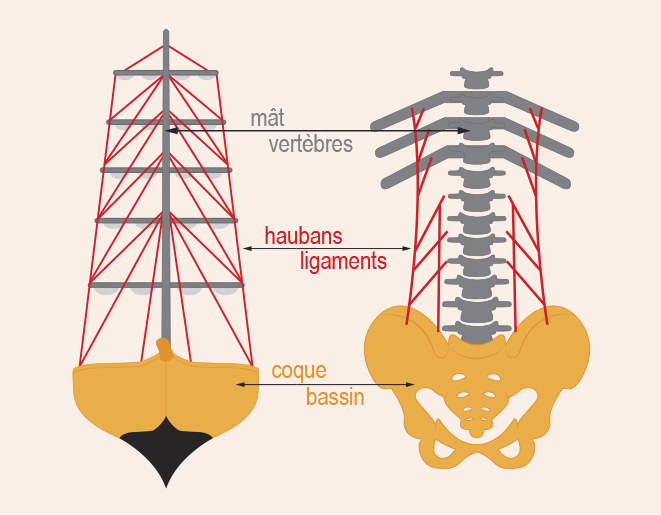 mât
vertèbres
haubans
ligaments
coque
bassin